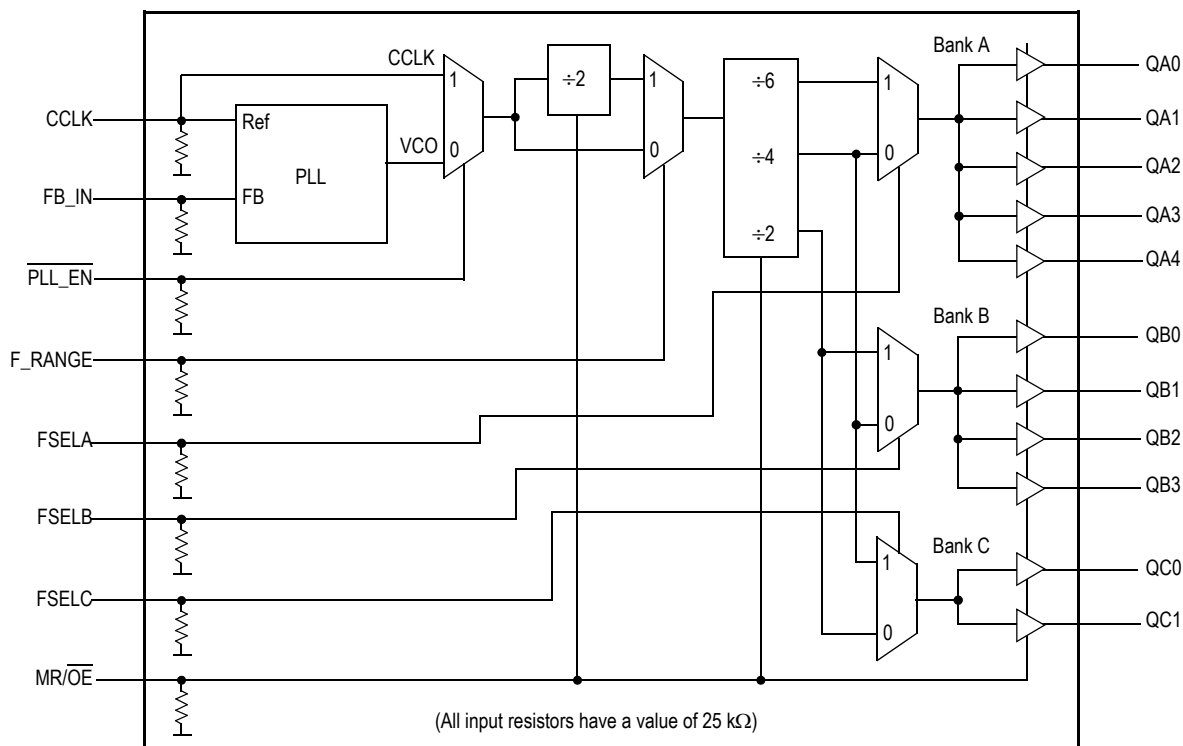 CCLK
FB_IN
PLL_EN
F_RANGE
FSELA
FSELB
FSELC
MR/OE
Ref
FB
PLL
CCLK
VCO
1
0
÷2
1
0
÷6
÷4
÷2
1
0
1
0
1
0
Bank A
Bank B
Bank C
QA0
QA1
QA2
QA3
QA4
QB0
QB1
QB2
QB3
QC0
QC1
(All input resistors have a value of 25 kΩ)